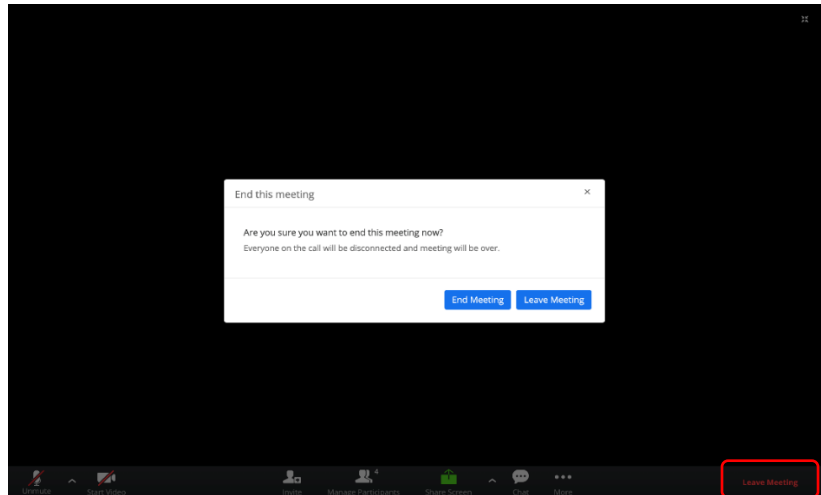 End this meeting ×
Are you sure you want to end this meeting now?
Everyone on the call will be disconnected and meeting will be over.
End Meeting Leave Meeting
4
Unmute Start Video Invite Manage Participants Share Screen Chat More Leave Meeting